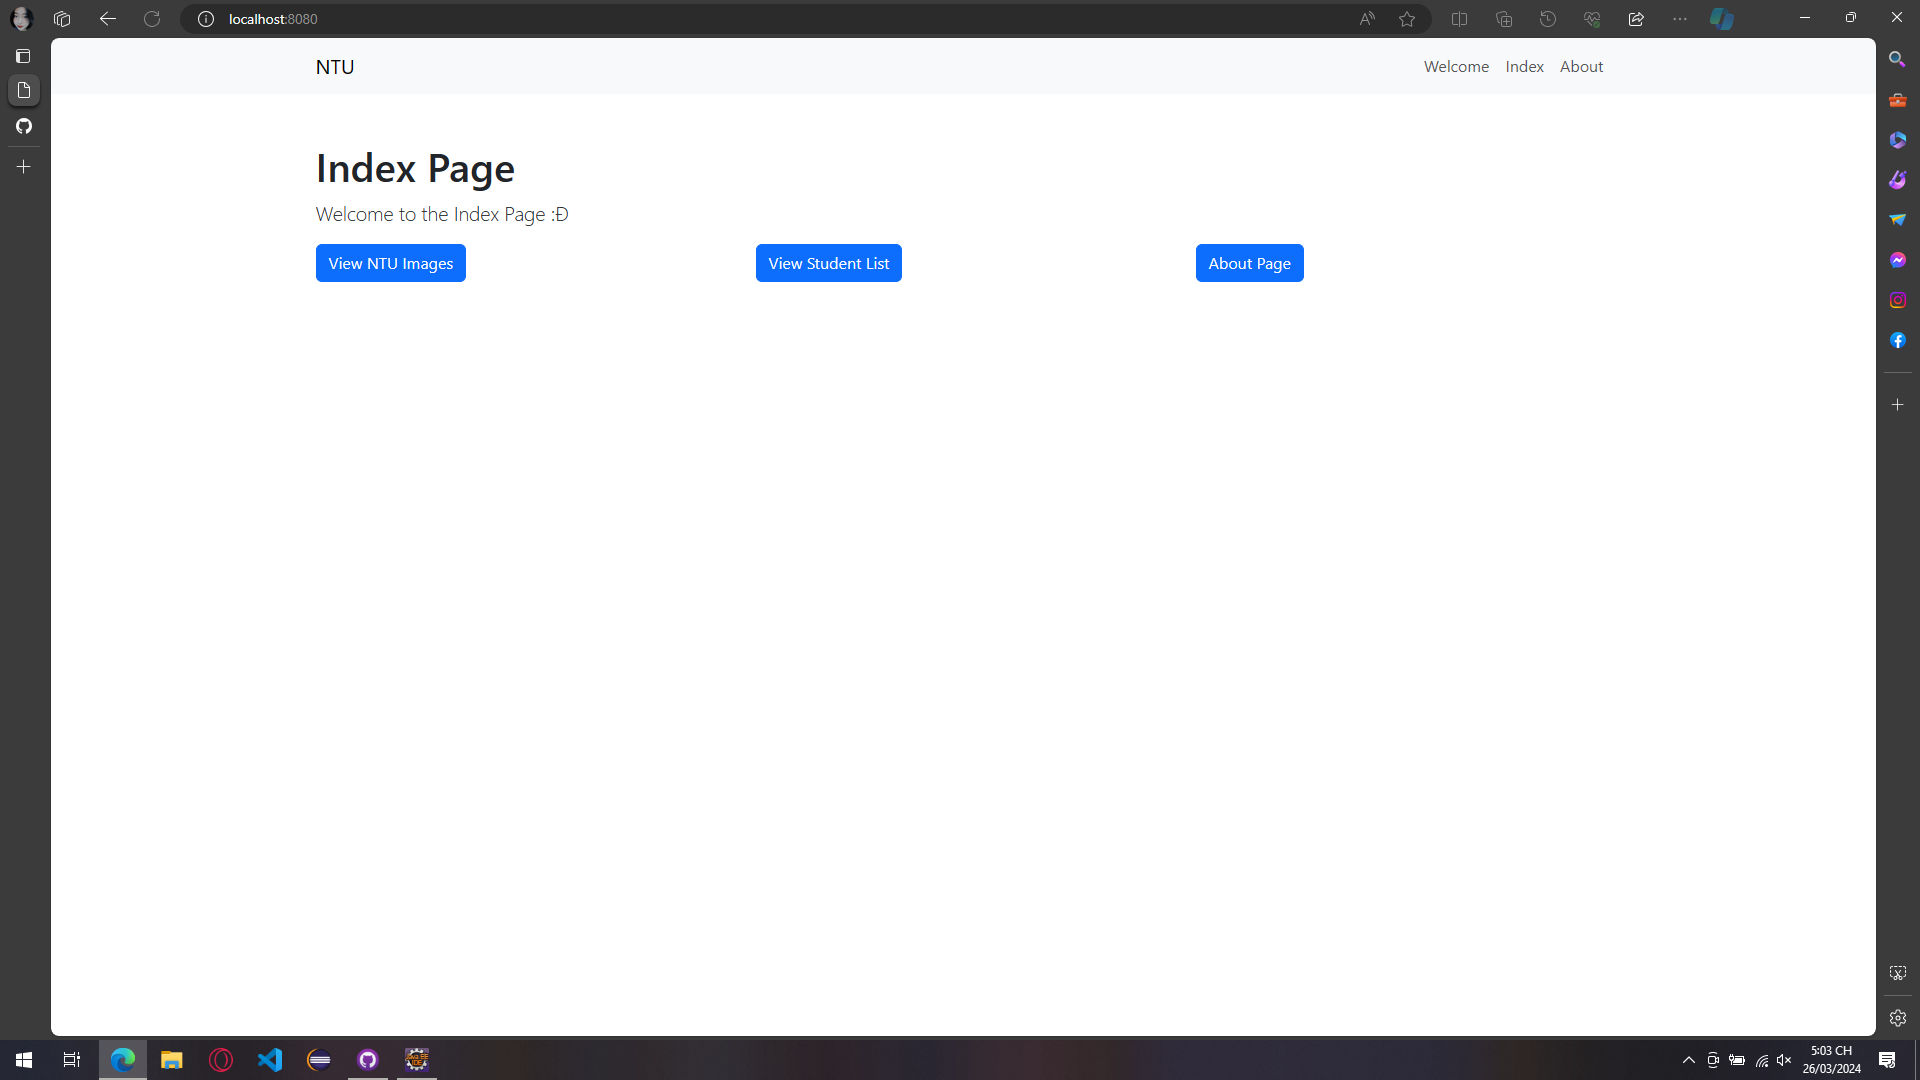 localhost:8080
NTU
Welcome
Index
About
Index Page
Welcome to the Index Page :Đ
View NTU Images
View Student List
About Page
5:03 CH
26/03/2024